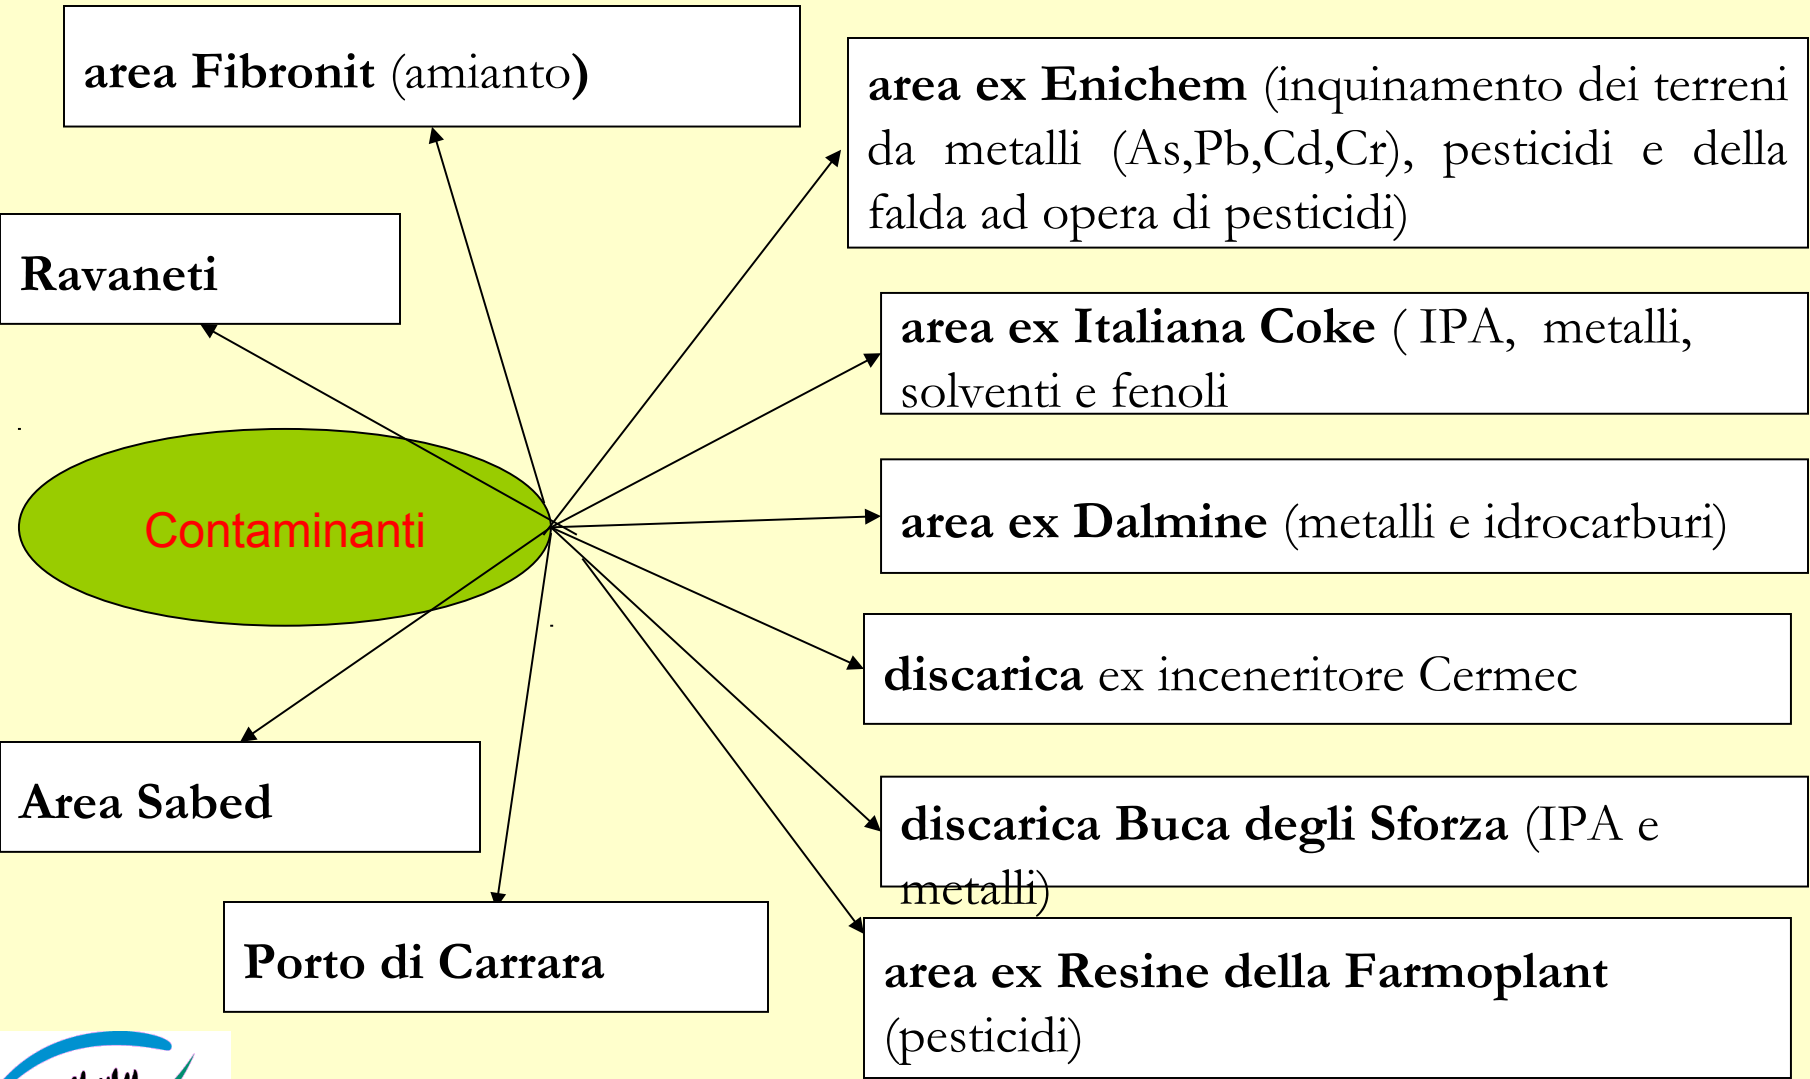 area Fibronit (amianto)
area ex Enichem (inquinamento dei terreni
da metalli (As,Pb,Cd,Cr), pesticidi e della
falda ad opera di pesticidi)
Ravaneti
area ex Italiana Coke ( IPA, metalli,
solventi e fenoli
Contaminanti
area ex Dalmine (metalli e idrocarburi)
discarica ex inceneritore Cermec
Area Sabed
discarica Buca degli Sforza (IPA e
metalli)
Porto di Carrara
area ex Resine della Farmoplant
(pesticidi)